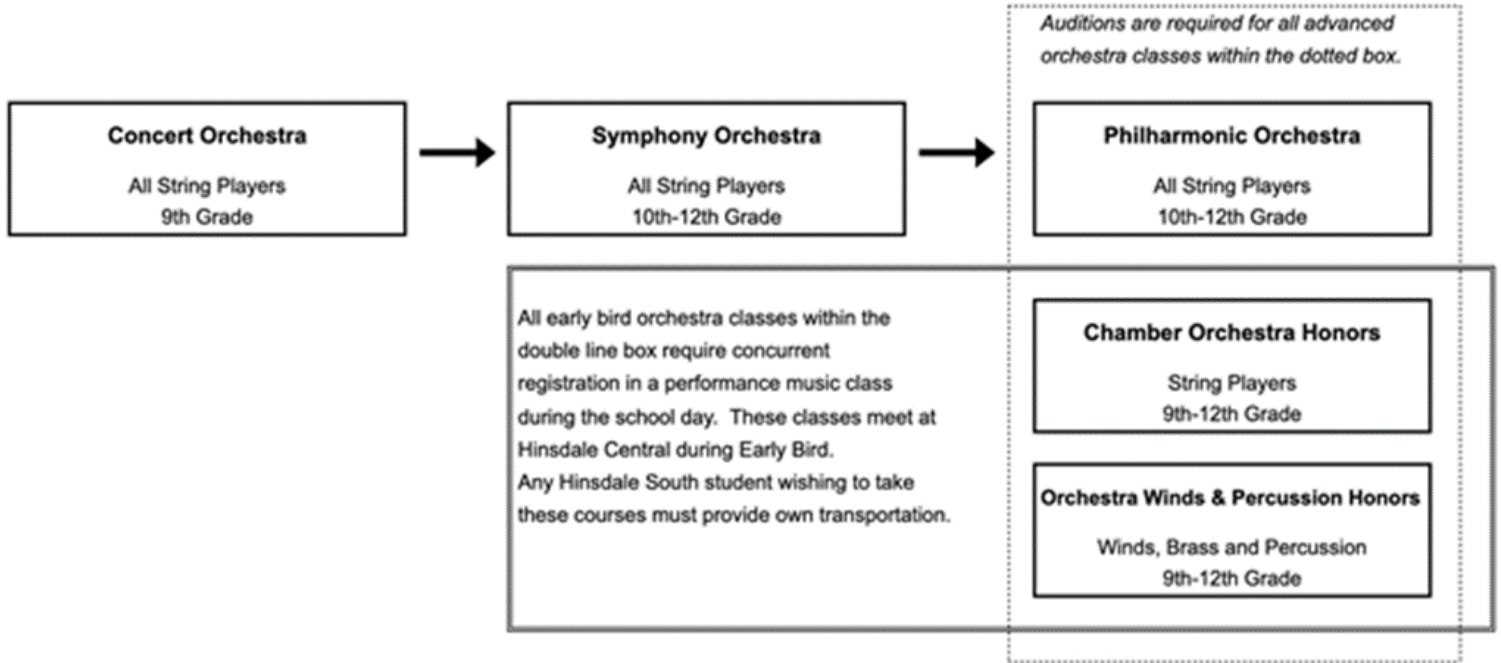 Auditions are required for all advanced
orchestra classes within the dotted box.
Concert Orchestra
All String Players
9th Grade
Symphony Orchestra
All String Players
10th-12th Grade
Philharmonic Orchestra
All String Players
10th-12th Grade
All early bird orchestra classes within the
double line box require concurrent
registration in a performance music class
during the school day.  These classes meet at
Hinsdale Central during Early Bird.
Any Hinsdale South student wishing to take
these courses must provide own transportation.
Chamber Orchestra Honors
String Players
9th-12th Grade
Orchestra Winds & Percussion Honors
Winds, Brass and Percussion
9th-12th Grade